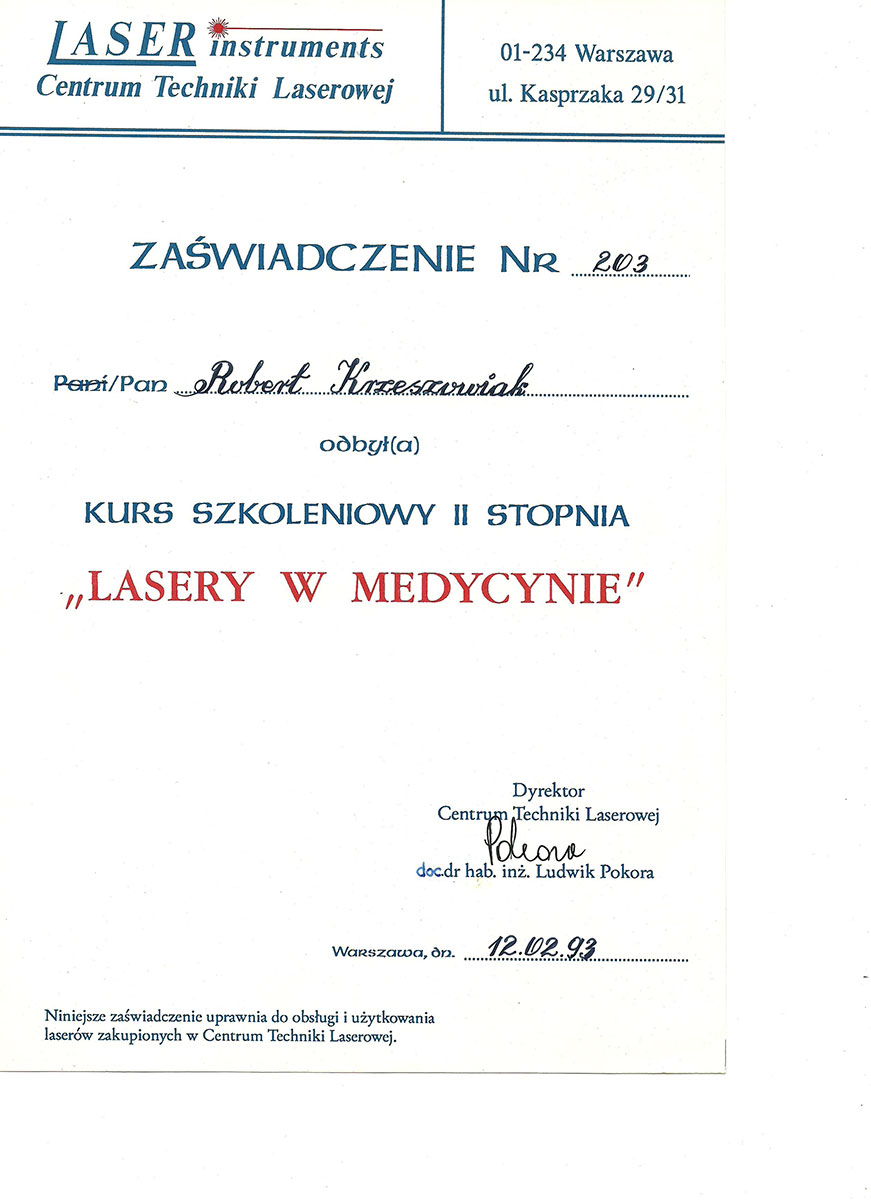 LASER instruments
Centrum Techniki Laserowej
01-234 Warszawa
ul. Kasprzaka 29/31
ZAŚWIADCZENIE NR 203
Pani/Pan Robert Krzeszowiak
odbył(a)
KURS SZKOLENIOWY II STOPNIA
„LASERY W MEDYCYNIE”
Dyrektor
Centrum Techniki Laserowej
Pokora
doc.dr hab. inż. Ludwik Pokora
Warszawa, dn. 12.02.93
Niniejsze zaświadczenie uprawnia do obsługi i użytkowania
laserów zakupionych w Centrum Techniki Laserowej.